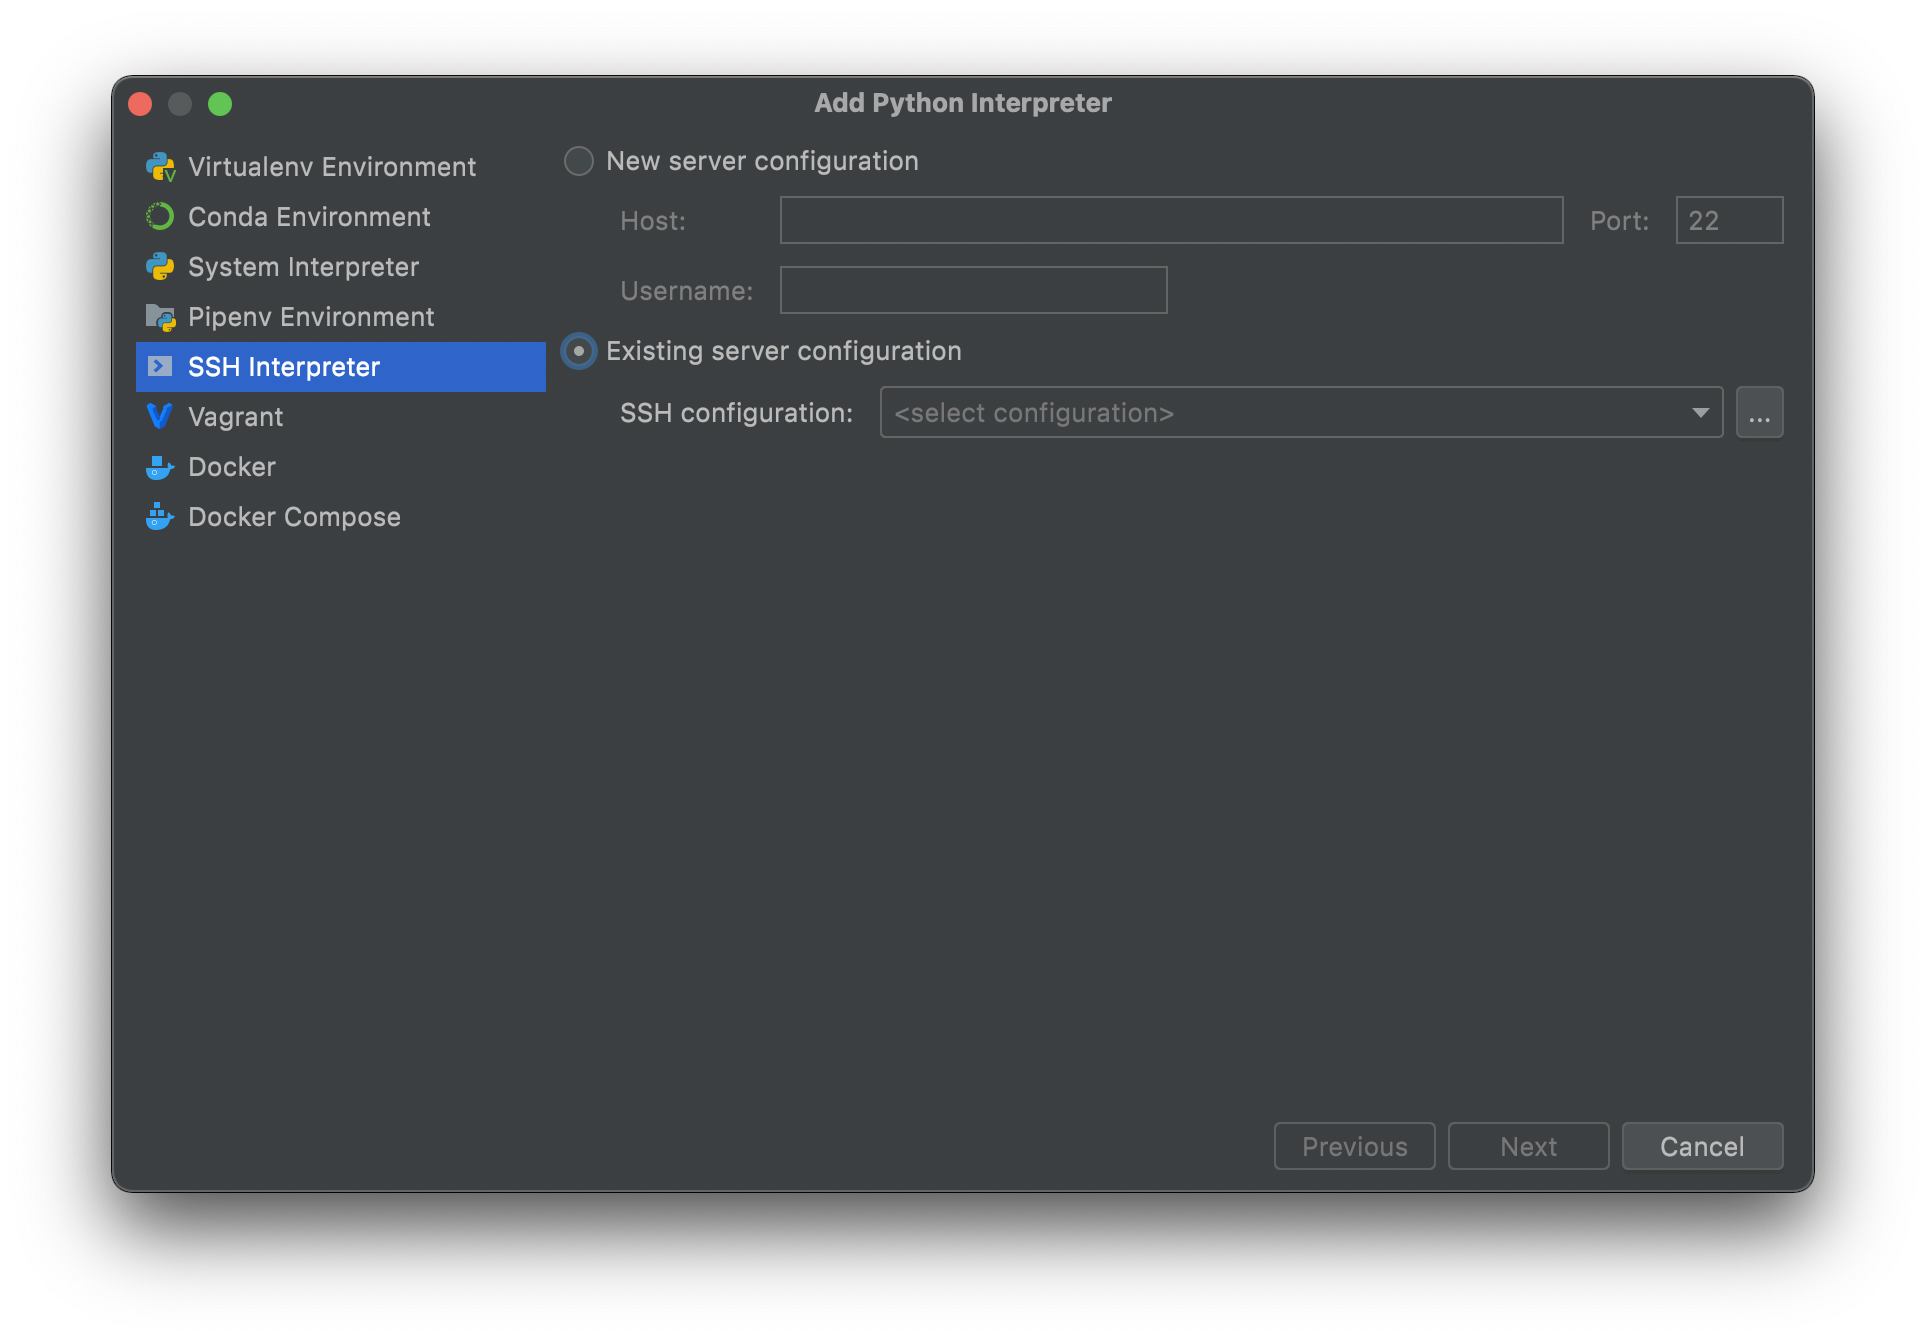 Add Python Interpreter
Virtualenv Environment
Conda Environment
System Interpreter
Pipenv Environment
SSH Interpreter
Vagrant
Docker
Docker Compose
New server configuration
Host:
Port: 22
Username:
Existing server configuration
SSH configuration: <select configuration> ...
Previous Next Cancel